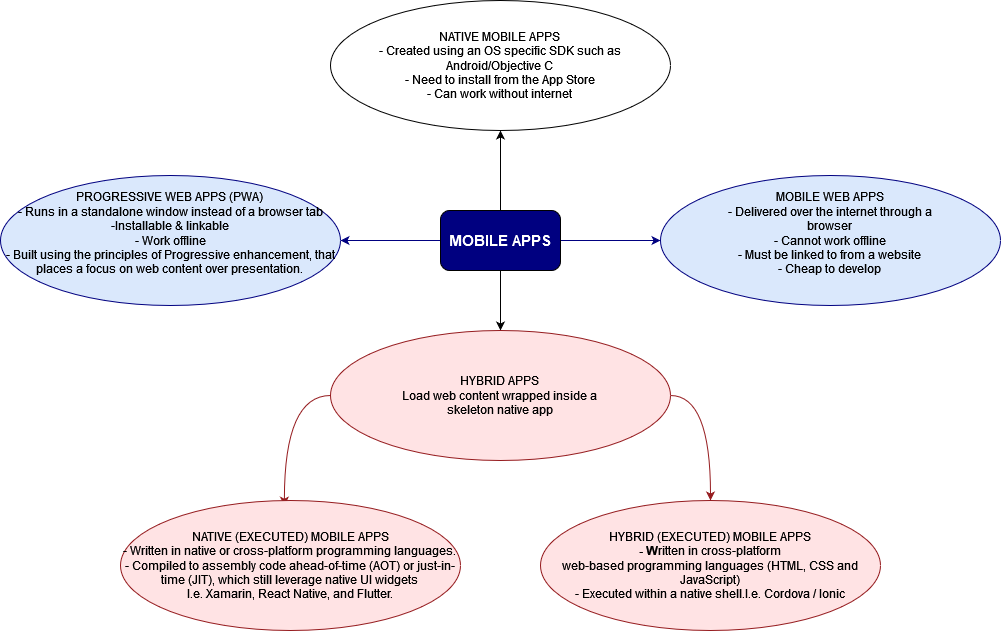 NATIVE MOBILE APPS
- Created using an OS specific SDK such as
Android/Objective C
- Need to install from the App Store
- Can work without internet
PROGRESSIVE WEB APPS (PWA)
- Runs in a standalone window instead of a browser tab
-Installable & linkable
- Work offline
- Built using the principles of Progressive enhancement, that
places a focus on web content over presentation.
MOBILE APPS
MOBILE WEB APPS
- Delivered over the internet through a
browser
- Cannot work offline
- Must be linked to from a website
- Cheap to develop
HYBRID APPS
Load web content wrapped inside a
skeleton native app
NATIVE (EXECUTED) MOBILE APPS
- Written in native or cross-platform programming languages.
- Compiled to assembly code ahead-of-time (AOT) or just-in-
time (JIT), which still leverage native UI widgets
I.e. Xamarin, React Native, and Flutter.
HYBRID (EXECUTED) MOBILE APPS
- Written in cross-platform
web-based programming languages (HTML, CSS and
JavaScript)
- Executed within a native shell.I.e. Cordova / Ionic